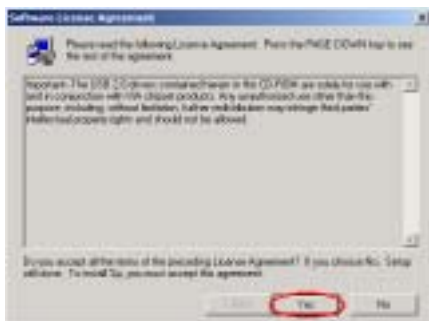 Software License Agreement
Please read the following License Agreement. Press the PAGE DOWN key to see
the rest of the agreement.
Important: The USB 2.0 drivers contained herein in the CD-ROM are solely for use with
and in conjunction with VIA chipset products. Any unauthorized use other than this
purpose, including, without limitation, further redistribution may infringe third parties'
intellectual property rights and should not be allowed.
Do you accept all the terms of the preceding License Agreement? If you choose No, Setup
will close. To install you must accept this agreement.
Yes
No